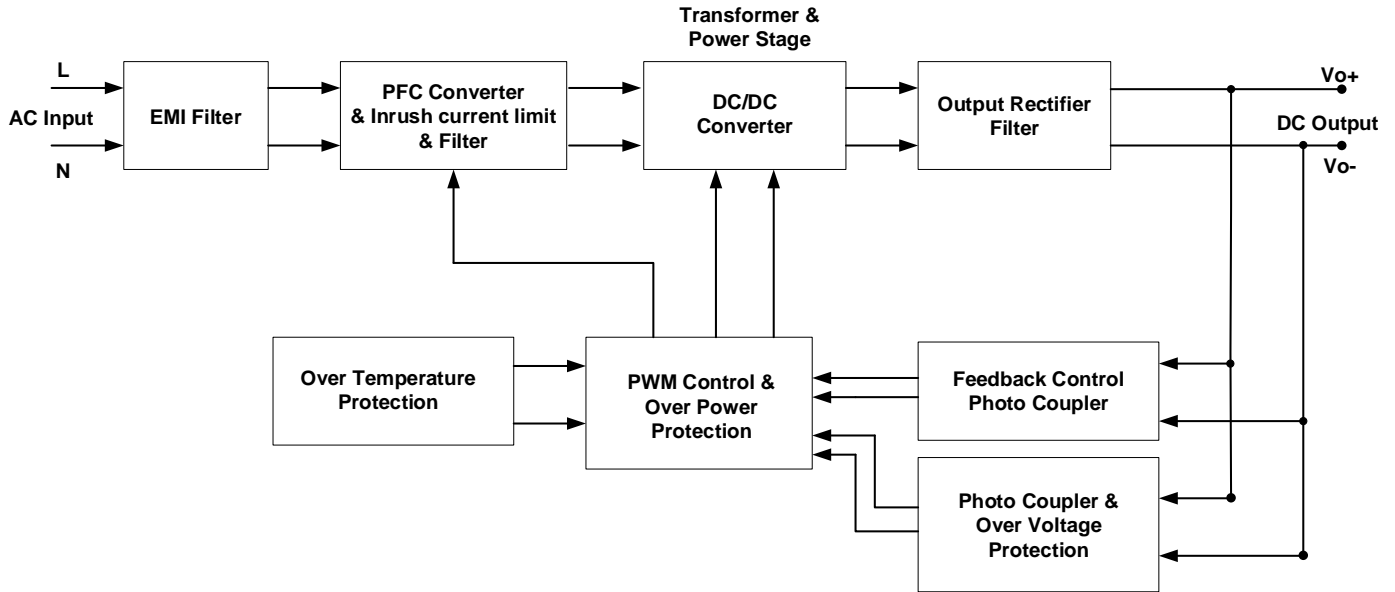 Transformer &
Power Stage
L
AC Input
N
EMI Filter
PFC Converter
& Inrush current limit
& Filter
DC/DC
Converter
Output Rectifier
Filter
Vo+
DC Output
Vo-
Over Temperature
Protection
PWM Control &
Over Power
Protection
Feedback Control
Photo Coupler
Photo Coupler &
Over Voltage
Protection